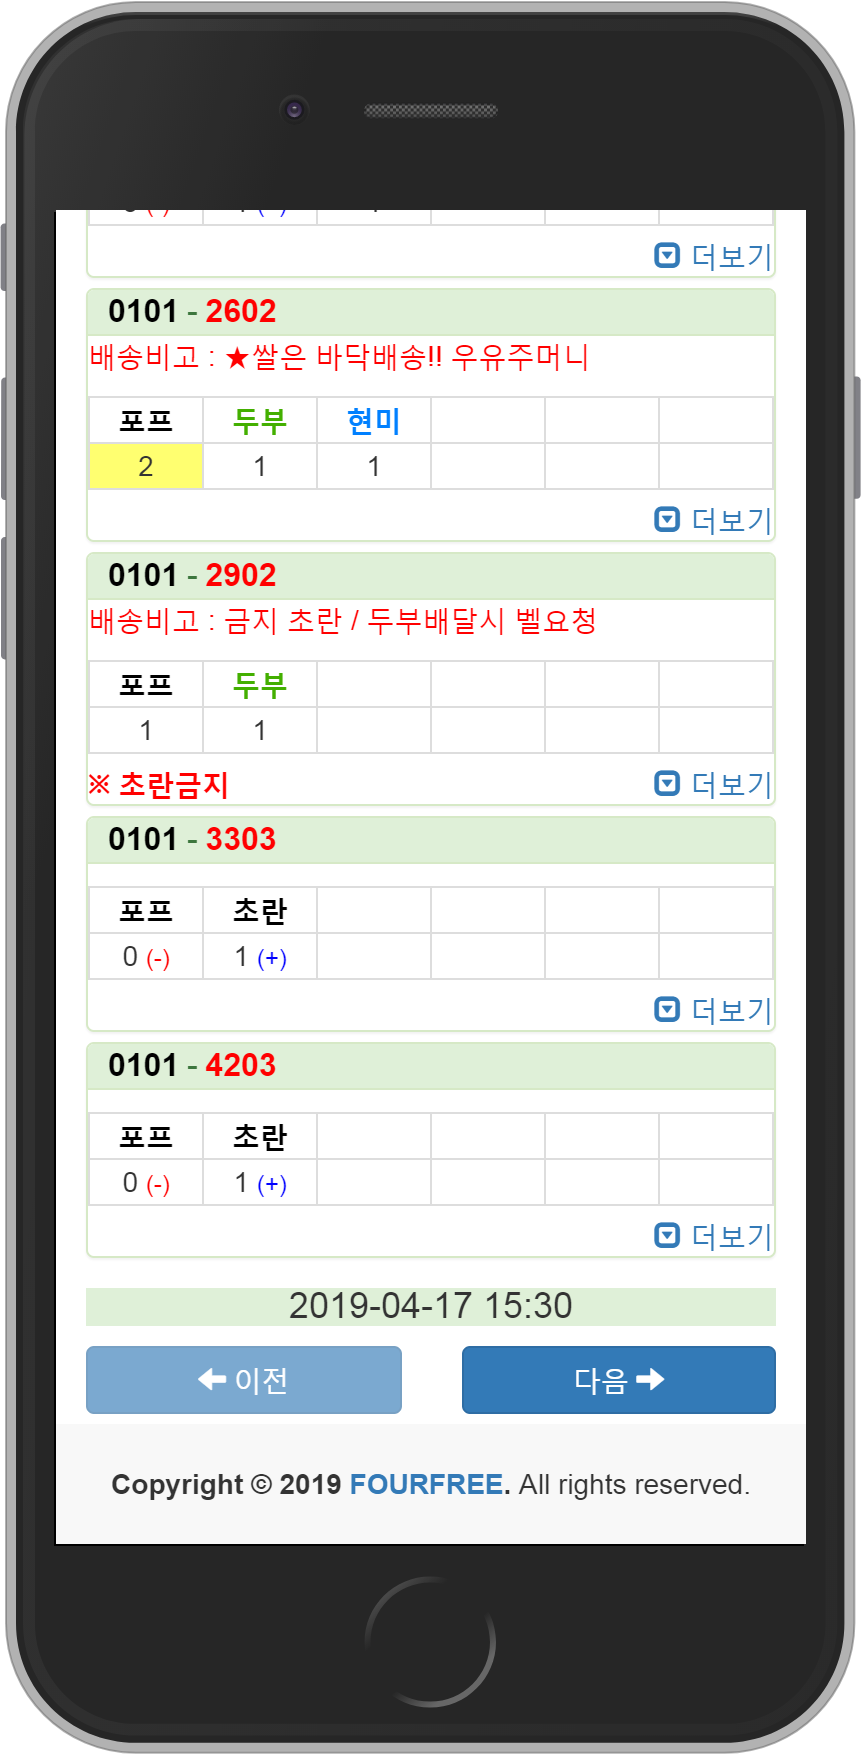 더보기
0101 - 2602
배송비고 : ★쌀은 바닥배송!! 우유주머니
포프 두부 현미
2 1 1
더보기
0101 - 2902
배송비고 : 금지 초란 / 두부배달시 벨요청
포프 두부
1 1
※ 초란금지 더보기
0101 - 3303
포프 초란
0 (-) 1 (+)
더보기
0101 - 4203
포프 초란
0 (-) 1 (+)
더보기
2019-04-17 15:30
이전 다음
Copyright © 2019 FOURFREE. All rights reserved.